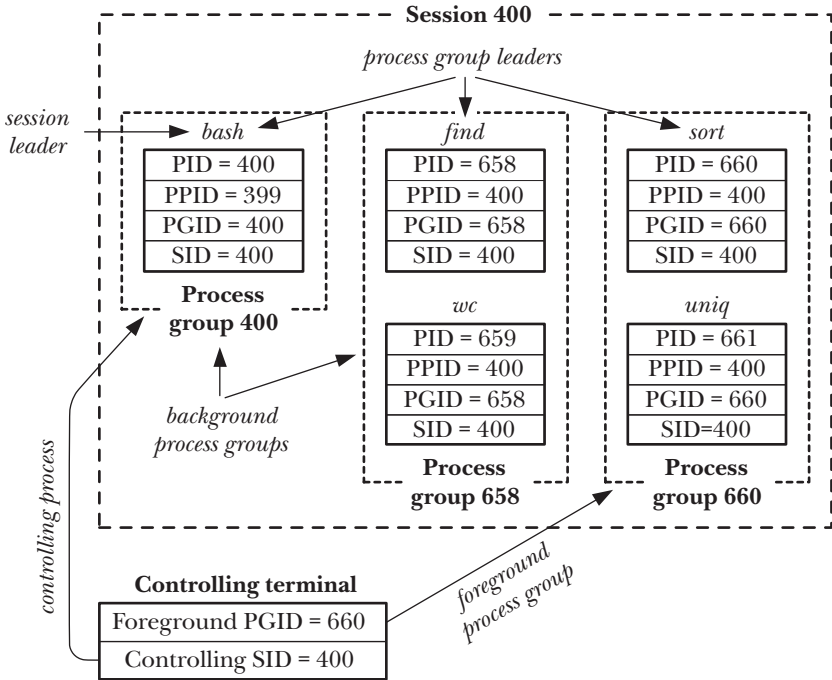 Session 400
process group leaders
session
leader
bash
PID = 400
PPID = 399
PGID = 400
SID = 400
Process
group 400
find
PID = 658
PPID = 400
PGID = 658
SID = 400
wc
PID = 659
PPID = 400
PGID = 658
SID = 400
Process
group 658
sort
PID = 660
PPID = 400
PGID = 660
SID = 400
uniq
PID = 661
PPID = 400
PGID = 660
SID=400
Process
group 660
background
process groups
controlling process
foreground
process group
Controlling terminal
Foreground PGID = 660
Controlling SID = 400